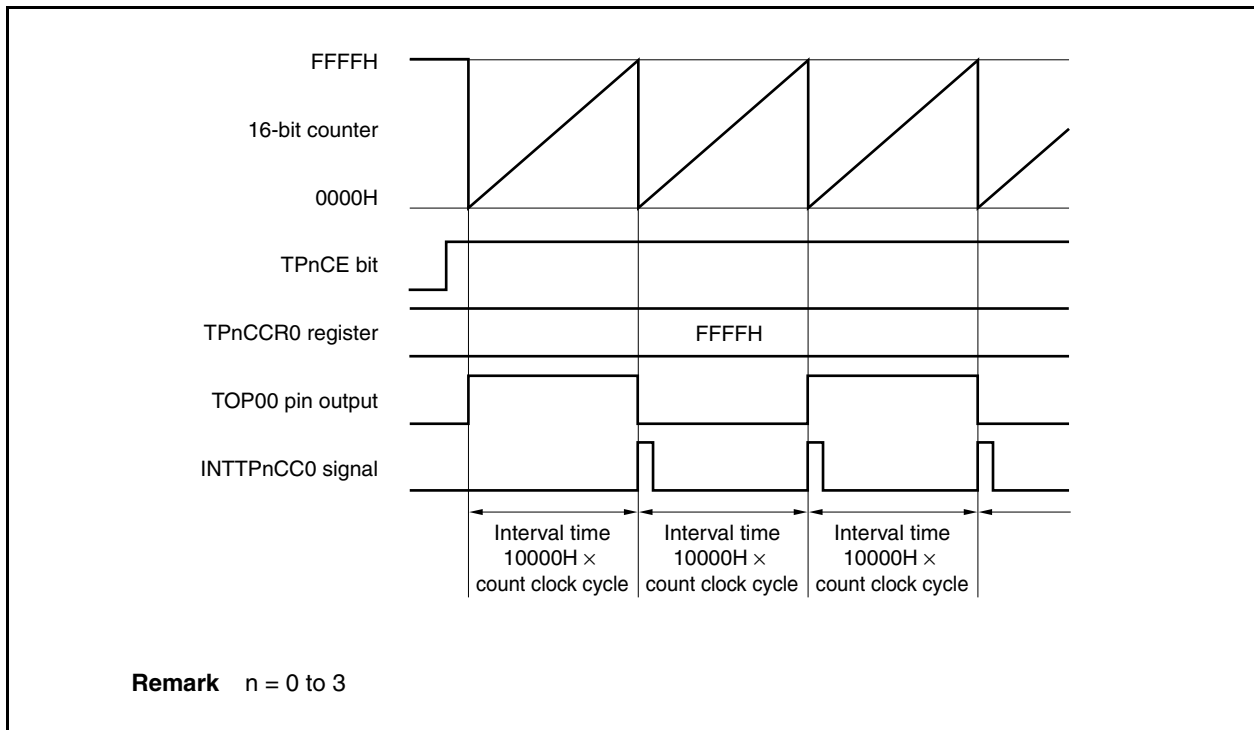 FFFFH
16-bit counter
0000H
TPnCE bit
TPnCCR0 register
FFFFH
TOP00 pin output
INTTPnCC0 signal
Interval time
10000H ×
count clock cycle
Interval time
10000H ×
count clock cycle
Interval time
10000H ×
count clock cycle
Remark n = 0 to 3